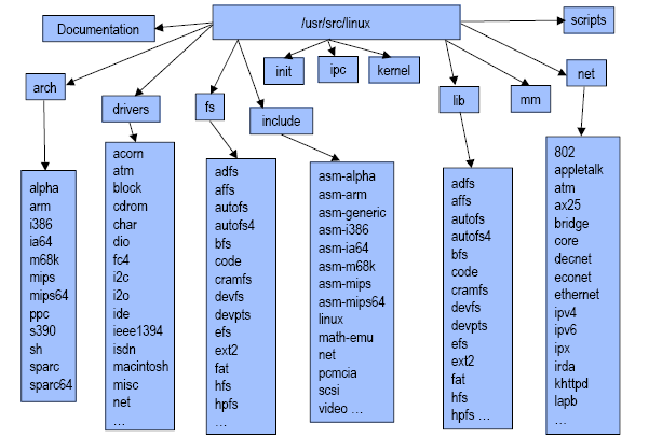 /usr/src/linux
Documentation
scripts
init
ipc
kernel
arch
drivers
fs
include
lib
mm
net
alpha
arm
i386
ia64
m68k
mips
mips64
ppc
s390
sh
sparc
sparc64
acorn
atm
block
cdrom
char
dio
fc4
i2c
i2o
ide
ieee1394
isdn
macintosh
misc
net
...
adfs
affs
autofs
autofs4
bfs
code
cramfs
devfs
devpts
efs
ext2
fat
hfs
hpfs
...
asm-alpha
asm-arm
asm-generic
asm-i386
asm-ia64
asm-m68k
asm-mips
asm-mips64
linux
math-emu
net
pcmcia
scsi
video ...
adfs
affs
autofs
autofs4
bfs
code
cramfs
devfs
devpts
efs
ext2
fat
hfs
hpfs ...
802
appletalk
atm
ax25
bridge
core
decnet
econet
ethernet
ipv4
ipv6
ipx
irda
khttpd
lapb
...